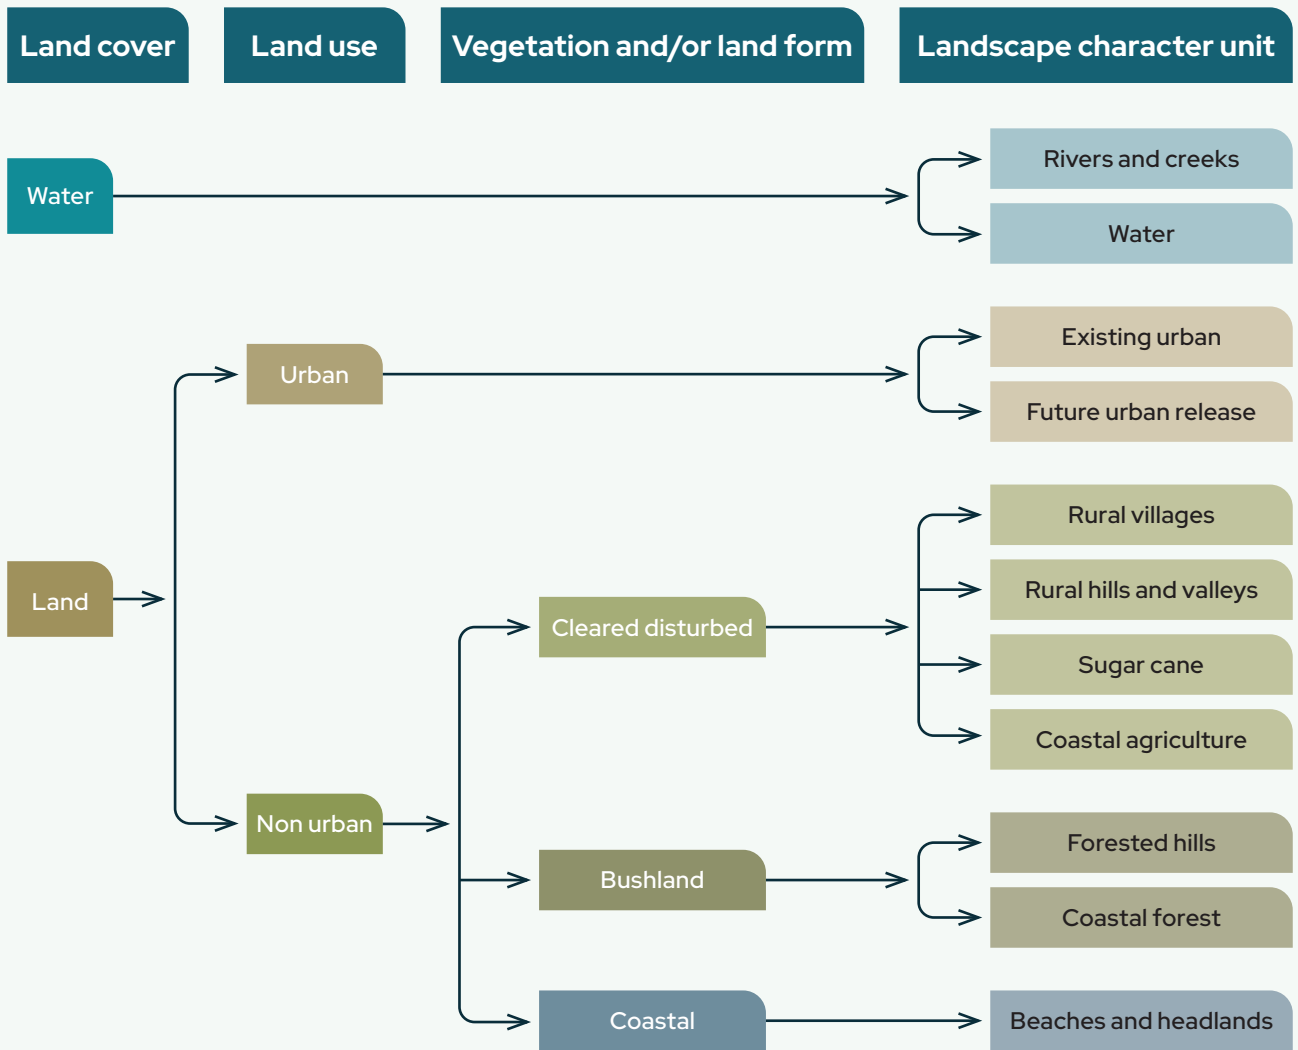 Land cover
Land use
Vegetation and/or land form
Landscape character unit
Water
Rivers and creeks
Water
Urban
Existing urban
Future urban release
Land
Non urban
Cleared disturbed
Rural villages
Rural hills and valleys
Sugar cane
Coastal agriculture
Bushland
Forested hills
Coastal forest
Coastal
Beaches and headlands